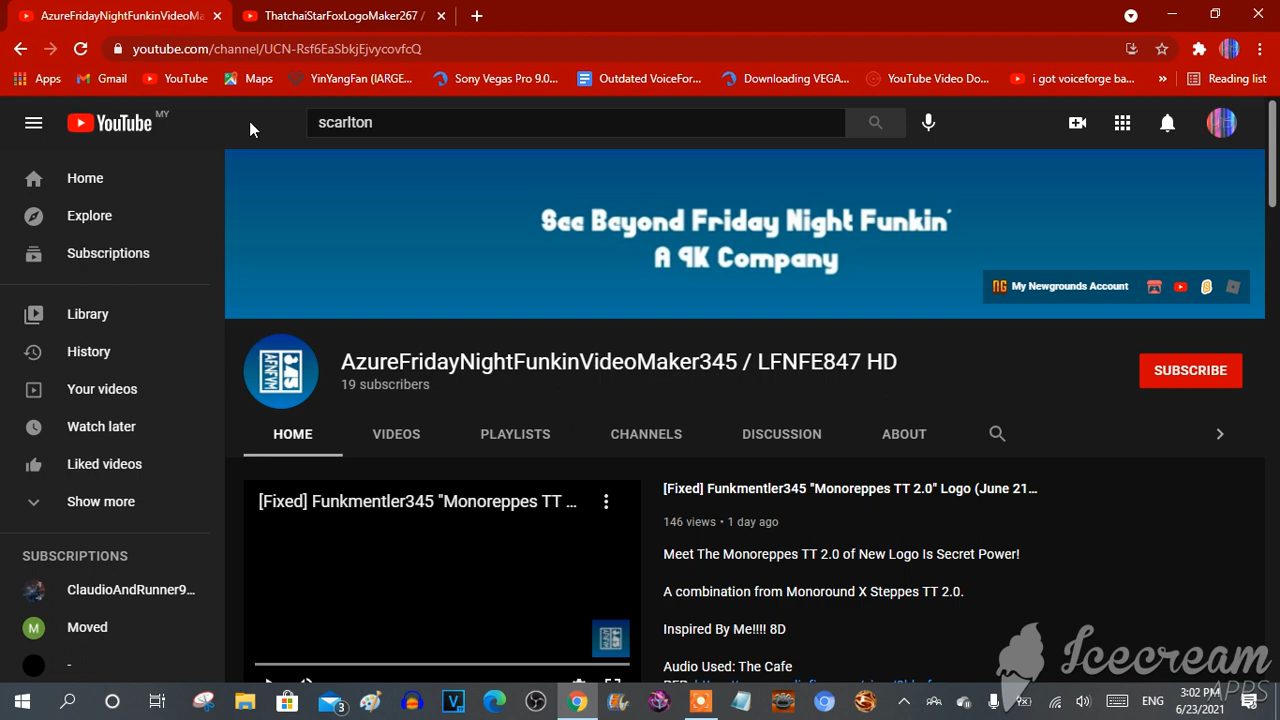 AzureFridayNightFunkinVideoMa
ThatchaiStarFoxLogoMaker267 /
youtube.com/channel/UCN-Rsf6EaSbkjEjvycovfcQ
Apps
Gmail
YouTube
Maps
YinYangFan (lARGE...
Sony Vegas Pro 9.0...
Outdated VoiceFor...
Downloading VEGA...
YouTube Video Do...
i got voiceforge ba...
»
Reading list
YouTube MY
scarlton
See Beyond Friday Night Funkin'
A 9K Company
NG My Newgrounds Account
Home
Explore
Subscriptions
Library
History
Your videos
Watch later
Liked videos
Show more
SUBSCRIPTIONS
ClaudioAndRunner9...
M Moved
-
AFNFVM 345
AzureFridayNightFunkinVideoMaker345 / LFNFE847 HD
19 subscribers
SUBSCRIBE
HOME
VIDEOS
PLAYLISTS
CHANNELS
DISCUSSION
ABOUT
[Fixed] Funkmentler345 "Monoreppes TT ...
[Fixed] Funkmentler345 "Monoreppes TT 2.0" Logo (June 21...
146 views • 1 day ago
Meet The Monoreppes TT 2.0 of New Logo Is Secret Power!
A combination from Monoround X Steppes TT 2.0.
Inspired By Me!!!! 8D
Audio Used: The Cafe
Icecream
APPS
3
ENG
3:02 PM
6/23/2021